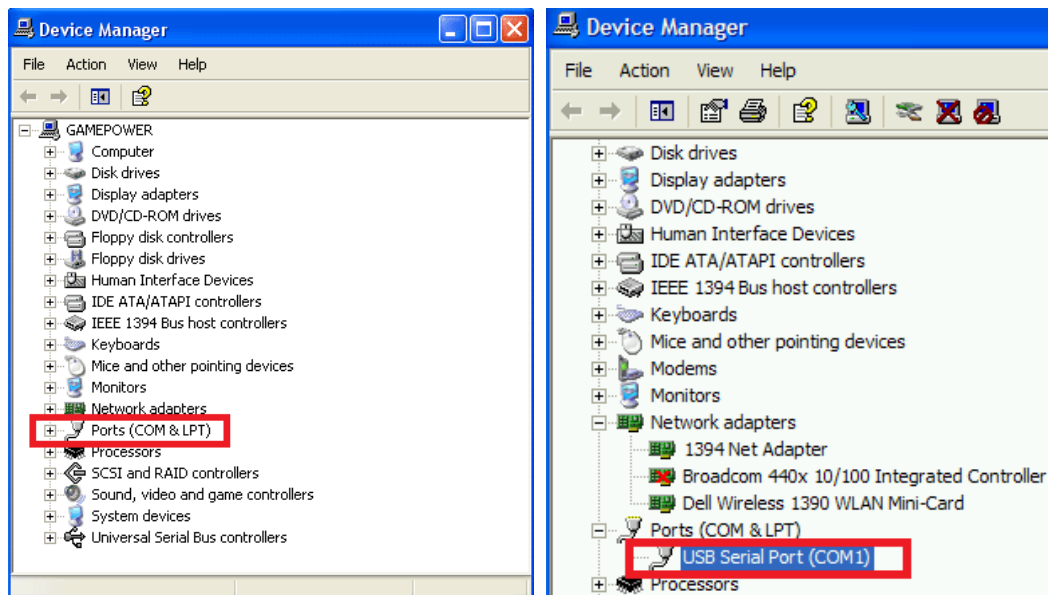 Device Manager
File Action View Help
GAMEPOWER
Computer
Disk drives
Display adapters
DVD/CD-ROM drives
Floppy disk controllers
Floppy disk drives
Human Interface Devices
IDE ATA/ATAPI controllers
IEEE 1394 Bus host controllers
Keyboards
Mice and other pointing devices
Monitors
Network adapters
Ports (COM & LPT)
Processors
SCSI and RAID controllers
Sound, video and game controllers
System devices
Universal Serial Bus controllers
Device Manager
File Action View Help
Disk drives
Display adapters
DVD/CD-ROM drives
Human Interface Devices
IDE ATA/ATAPI controllers
IEEE 1394 Bus host controllers
Keyboards
Mice and other pointing devices
Modems
Monitors
Network adapters
1394 Net Adapter
Broadcom 440x 10/100 Integrated Controller
Dell Wireless 1390 WLAN Mini-Card
Ports (COM & LPT)
USB Serial Port (COM1)
Processors